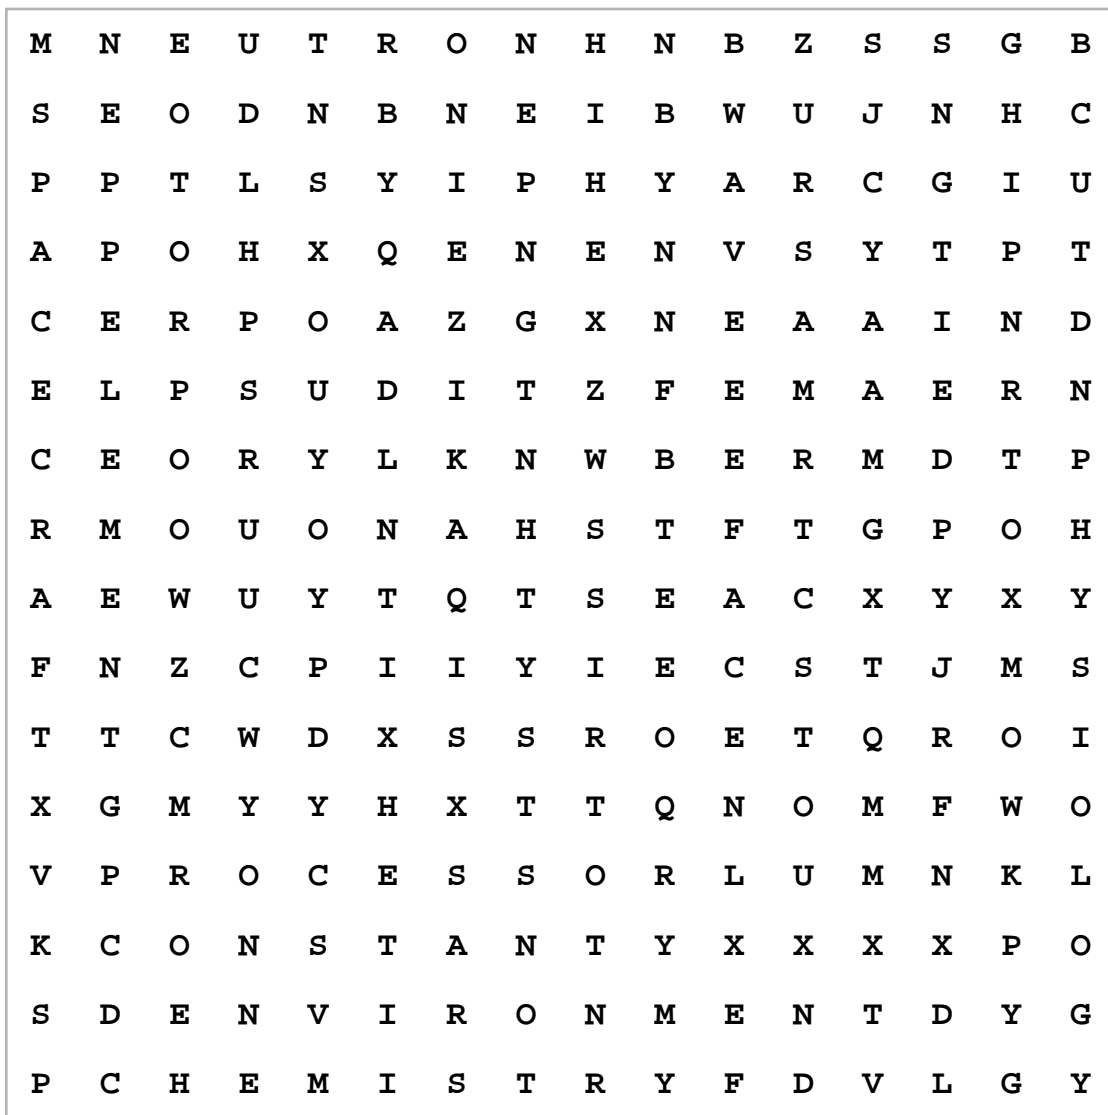 M N E U T R O N H N B Z S S G B
S E O D N B N E I B W U J N H C
P P T L S Y I P H Y A R C G I U
A P O H X Q E N E N V S Y T P T
C E R P O A Z G X N E A A I N D
E L P S U D I T Z F E M A E R N
C E O R Y L K N W B E R M D T P
R M O U O N A H S T F T G P O H
A E W U Y T Q T S E A C X Y X Y
F N Z C P I I Y I E C S T J M S
T T C W D X S S R O E T Q R O I
X G M Y Y H X T T Q N O M F W O
V P R O C E S S O R L U M N K L
K C O N S T A N T Y X X X X P O
S D E N V I R O N M E N T D Y G
P C H E M I S T R Y F D V L G Y